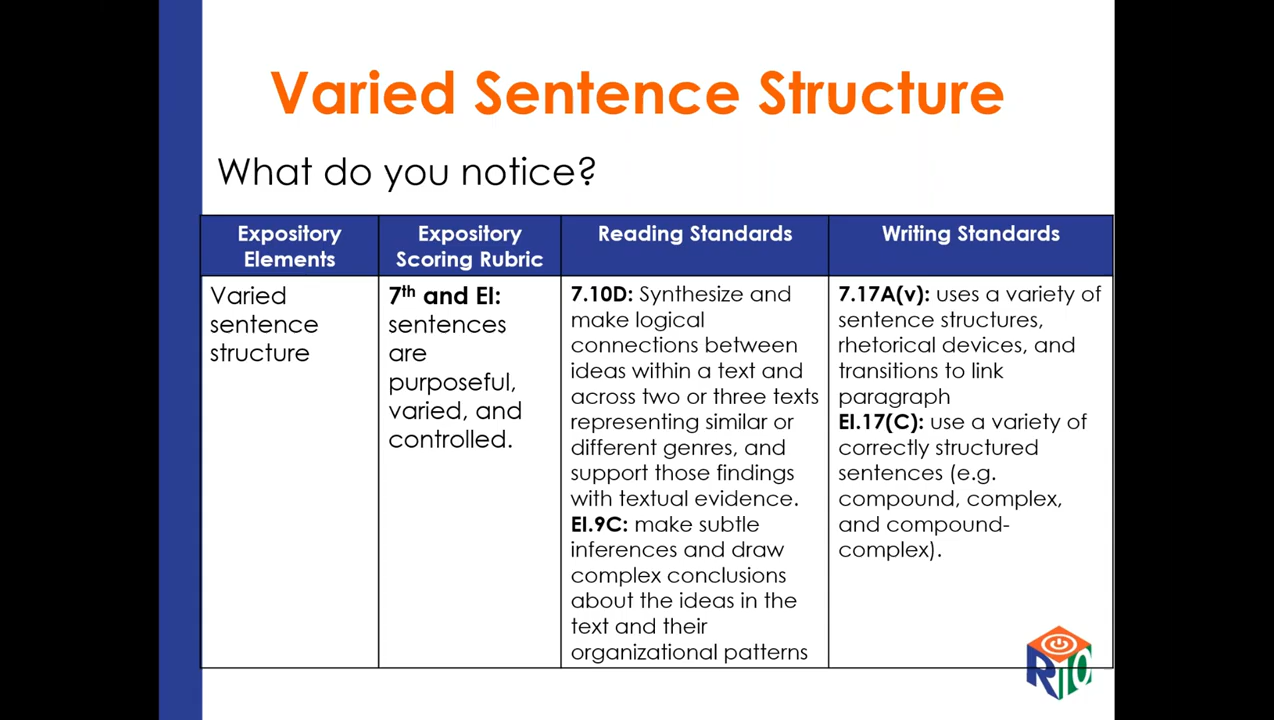 Varied Sentence Structure
What do you notice?
Expository
Elements
Expository
Scoring Rubric
Reading Standards
Writing Standards
Varied
sentence
structure
7th and EI:
sentences
are
purposeful,
varied, and
controlled.
7.10D: Synthesize and
make logical
connections between
ideas within a text and
across two or three texts
representing similar or
different genres, and
support those findings
with textual evidence.
EI.9C: make subtle
inferences and draw
complex conclusions
about the ideas in the
text and their
organizational patterns
7.17A(v): uses a variety of
sentence structures,
rhetorical devices, and
transitions to link
paragraph
EI.17(C): use a variety of
correctly structured
sentences (e.g.
compound, complex,
and compound-
complex).
R10